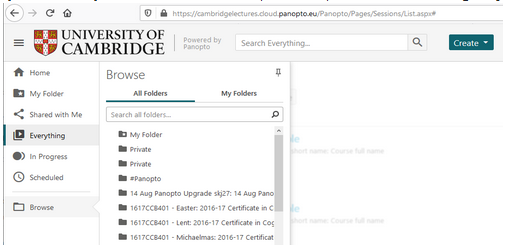 https://cambridgelectures.cloud.panopto.eu/Panopto/Pages/Sessions/List.aspx#
UNIVERSITY OF
CAMBRIDGE
Powered by
Panopto
Search Everything...
Create
Home
My Folder
Shared with Me
Everything
In Progress
Scheduled
Browse
Browse
All Folders
My Folders
Search all folders...
My Folder
Private
Private
#Panopto
14 Aug Panopto Upgrade skj27: 14 Aug Pano
1617CCB401 - Easter: 2016-17 Certificate in C
1617CCB401 - Lent: 2016-17 Certificate in Cog
1617CCB401 - Michaelmas: 2016-17 Certificat
short name: Course full name
short name: Course full name